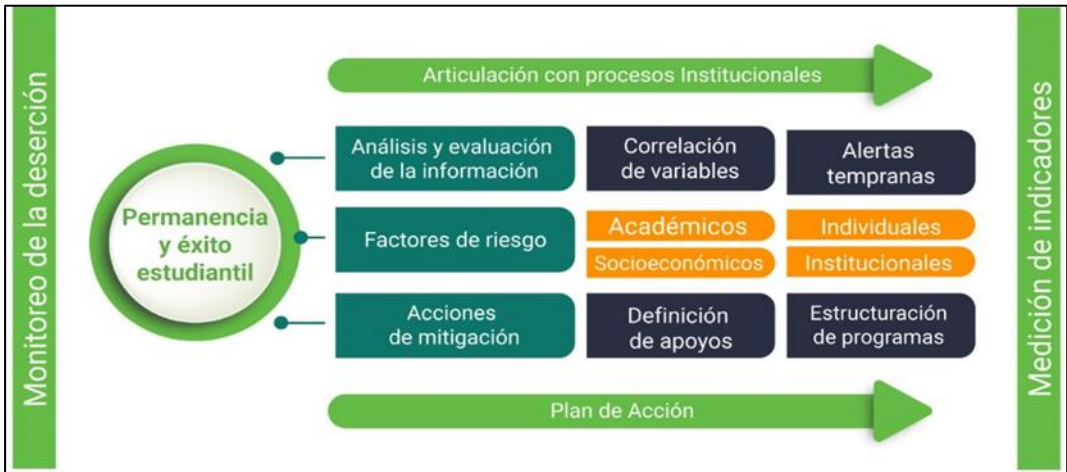 Monitoreo de la deserción
Articulación con procesos Institucionales
Permanencia
y éxito
estudiantil
Análisis y evaluación
de la información
Correlación
de variables
Alertas
tempranas
Factores de riesgo
Académicos
Individuales
Socioeconómicos
Institucionales
Acciones
de mitigación
Definición
de apoyos
Estructuración
de programas
Plan de Acción
Medición de indicadores